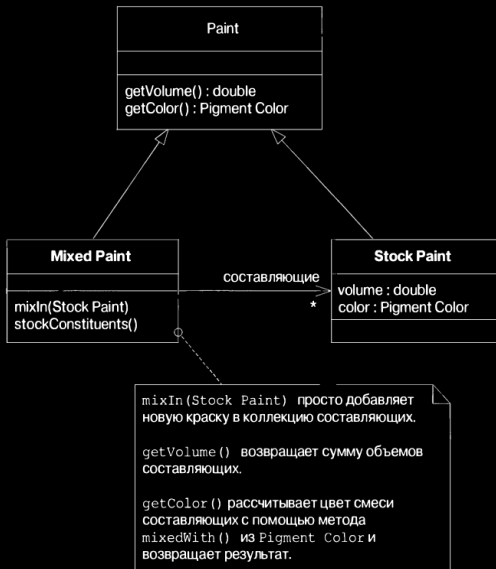 Paint
getVolume() : double
getColor() : Pigment Color
Mixed Paint
mixIn(Stock Paint)
stockConstituents()
составляющие
*
Stock Paint
volume : double
color : Pigment Color
mixIn(Stock Paint) просто добавляет
новую краску в коллекцию составляющих.
getVolume() возвращает сумму объемов
составляющих.
getColor() рассчитывает цвет смеси
составляющих с помощью метода
mixedWith() из Pigment Color и
возвращает результат.